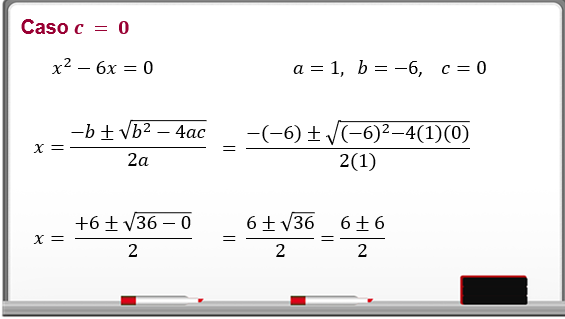 Caso c = 0
x² − 6x = 0 a = 1, b = −6, c = 0
x = −b ± √b² − 4ac / 2a = −(−6) ± √(−6)²−4(1)(0) / 2(1)
x = +6 ± √36 − 0 / 2 = 6 ± √36 / 2 = 6 ± 6 / 2